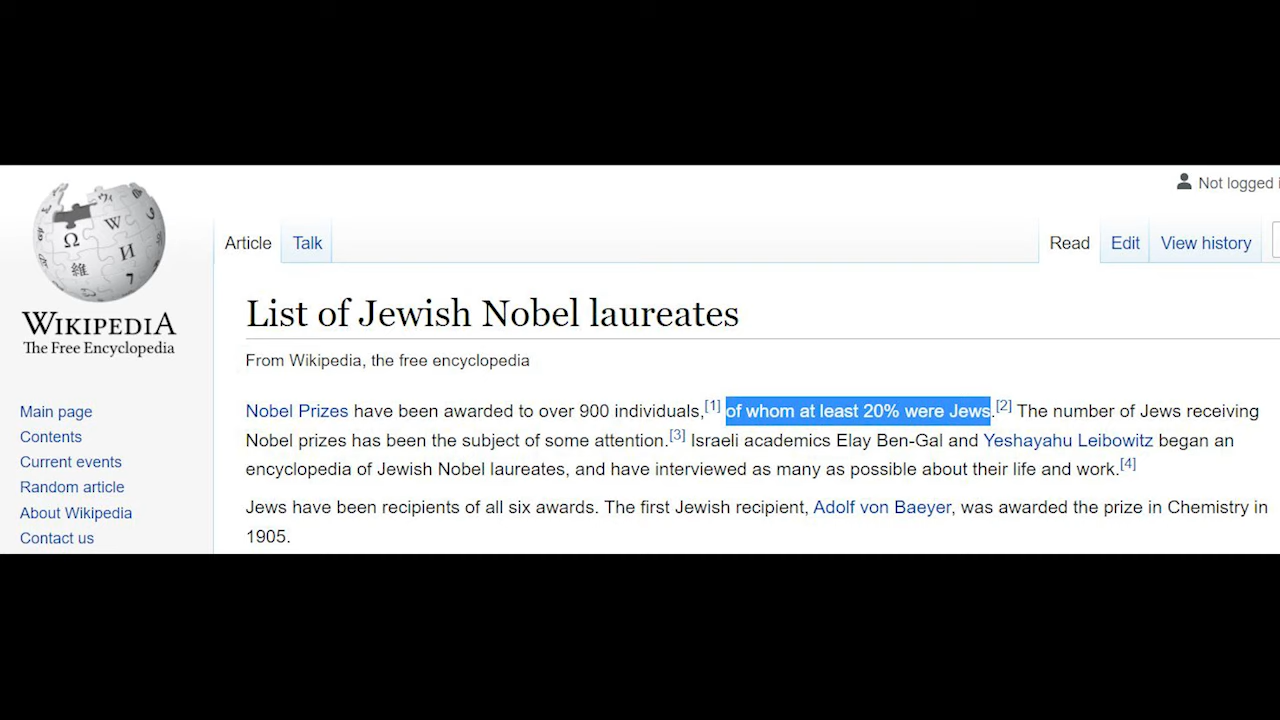 Not logged i
Article
Talk
Read
Edit
View history
WIKIPEDIA
The Free Encyclopedia
Main page
Contents
Current events
Random article
About Wikipedia
Contact us
List of Jewish Nobel laureates
From Wikipedia, the free encyclopedia
Nobel Prizes have been awarded to over 900 individuals,[1] of whom at least 20% were Jews.[2] The number of Jews receiving
Nobel prizes has been the subject of some attention.[3] Israeli academics Elay Ben-Gal and Yeshayahu Leibowitz began an
encyclopedia of Jewish Nobel laureates, and have interviewed as many as possible about their life and work.[4]
Jews have been recipients of all six awards. The first Jewish recipient, Adolf von Baeyer, was awarded the prize in Chemistry in
1905.